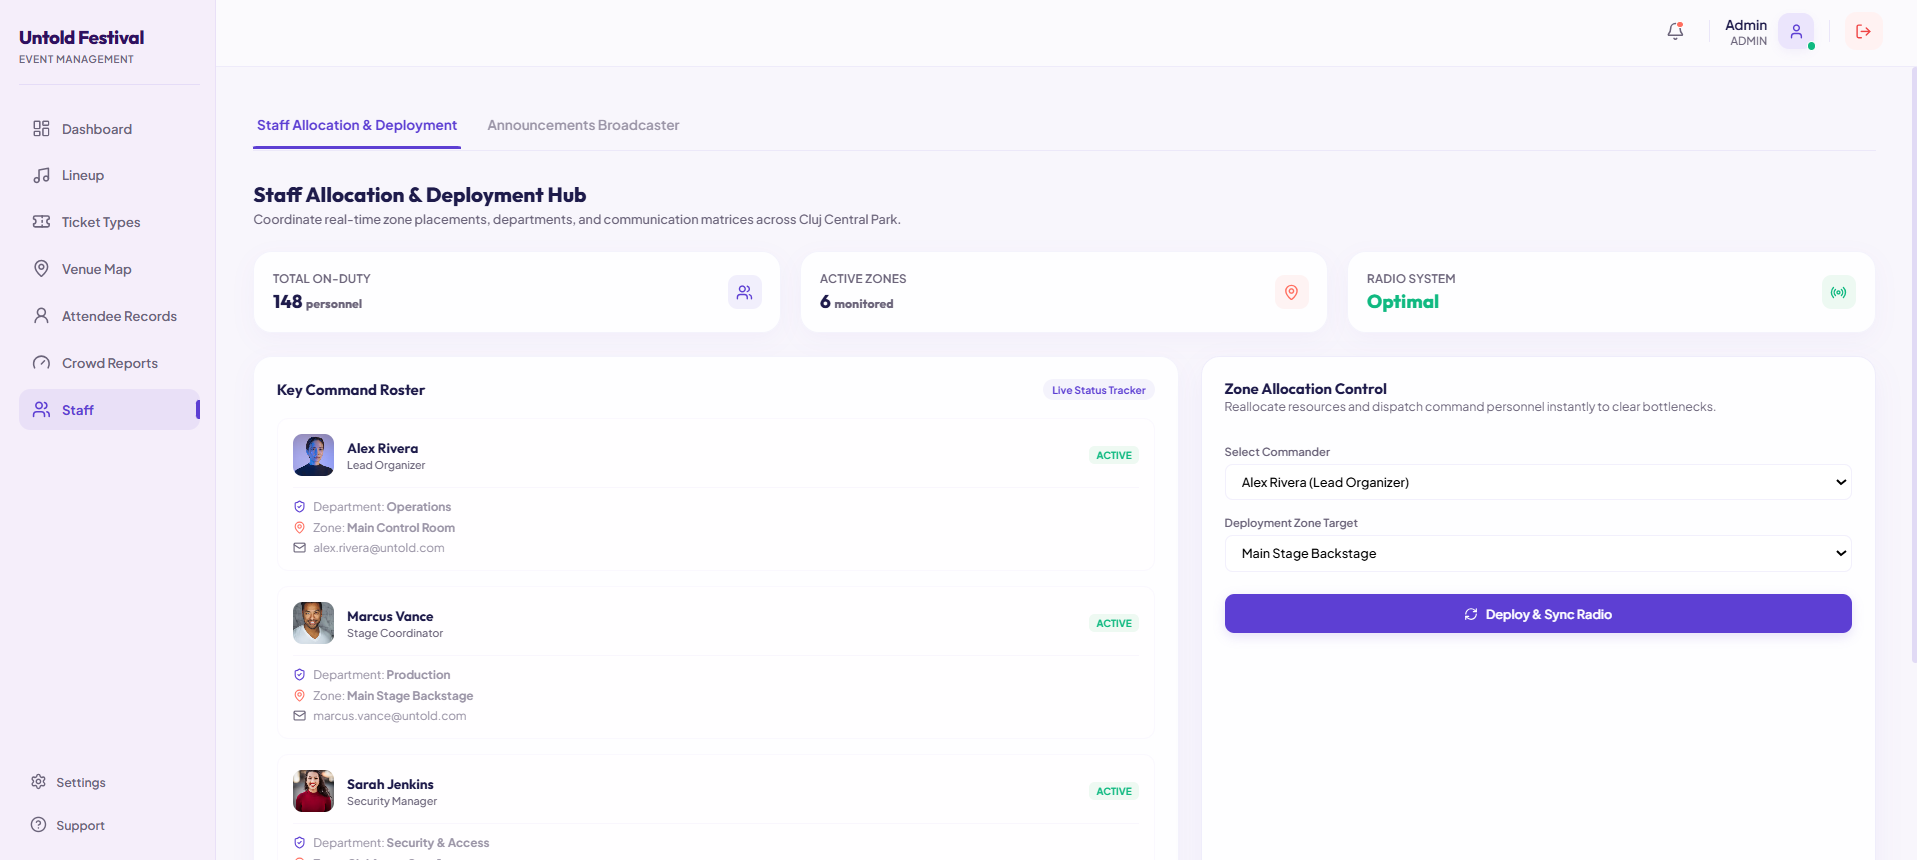 Untold Festival
EVENT MANAGEMENT
Dashboard
Lineup
Ticket Types
Venue Map
Attendee Records
Crowd Reports
Staff
Settings
Support
Admin
ADMIN
Staff Allocation & Deployment
Announcements Broadcaster
Staff Allocation & Deployment Hub
Coordinate real-time zone placements, departments, and communication matrices across Cluj Central Park.
TOTAL ON-DUTY
148 personnel
ACTIVE ZONES
6 monitored
RADIO SYSTEM
Optimal
Key Command Roster
Live Status Tracker
Alex Rivera
Lead Organizer
ACTIVE
Department: Operations
Zone: Main Control Room
alex.rivera@untold.com
Marcus Vance
Stage Coordinator
ACTIVE
Department: Production
Zone: Main Stage Backstage
marcus.vance@untold.com
Sarah Jenkins
Security Manager
ACTIVE
Department: Security & Access
Zone Allocation Control
Reallocate resources and dispatch command personnel instantly to clear bottlenecks.
Select Commander
Alex Rivera (Lead Organizer)
Deployment Zone Target
Main Stage Backstage
Deploy & Sync Radio